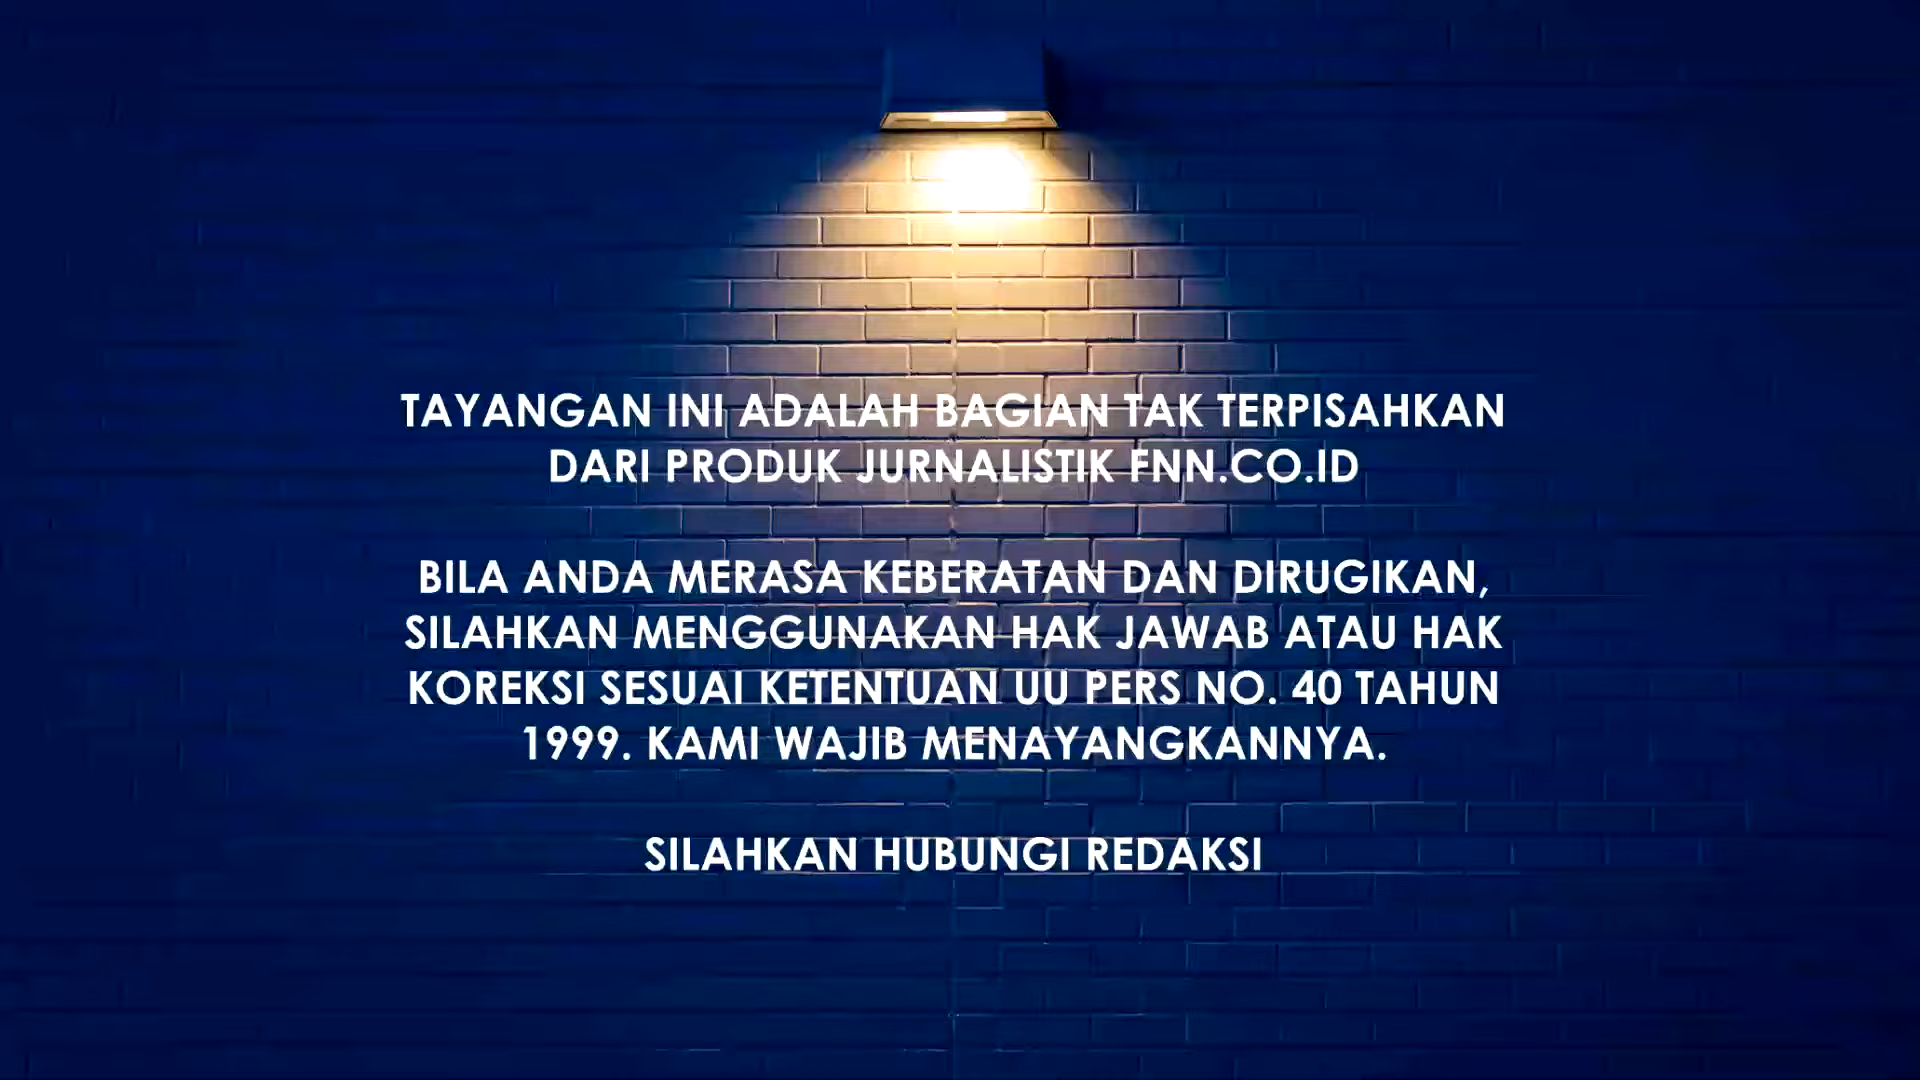 TAYANGAN INI ADALAH BAGIAN TAK TERPISAHKAN
DARI PRODUK JURNALISTIK FNN.CO.ID
BILA ANDA MERASA KEBERATAN DAN DIRUGIKAN,
SILAHKAN MENGGUNAKAN HAK JAWAB ATAU HAK
KOREKSI SESUAI KETENTUAN UU PERS NO. 40 TAHUN
1999. KAMI WAJIB MENAYANGKANNYA.
SILAHKAN HUBUNGI REDAKSI